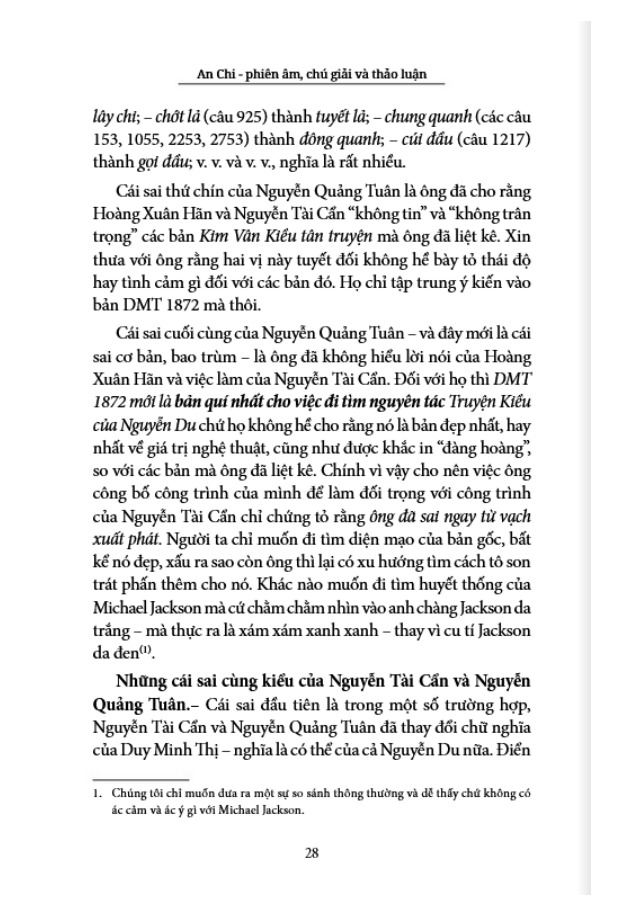 An Chi - phiên âm, chú giải và thảo luận
lây chi; – chót lả (câu 925) thành tuyết lả; – chung quanh (các câu
153, 1055, 2253, 2753) thành đông quanh; – cúi đầu (câu 1217)
thành gọi đầu; v. v. và v. v., nghĩa là rất nhiều.
Cái sai thứ chín của Nguyễn Quảng Tuân là ông đã cho rằng
Hoàng Xuân Hãn và Nguyễn Tài Cẩn “không tin” và “không trân
trọng” các bản Kim Vân Kiều tân truyện mà ông đã liệt kê. Xin
thưa với ông rằng hai vị này tuyệt đối không hề bày tỏ thái độ
hay tình cảm gì đối với các bản đó. Họ chỉ tập trung ý kiến vào
bản DMT 1872 mà thôi.
Cái sai cuối cùng của Nguyễn Quảng Tuân – và đây mới là cái
sai cơ bản, bao trùm – là ông đã không hiểu lời nói của Hoàng
Xuân Hãn và việc làm của Nguyễn Tài Cẩn. Đối với họ thì DMT
1872 mới là bản quí nhất cho việc đi tìm nguyên tác Truyện Kiều
của Nguyễn Du chứ họ không hề cho rằng nó là bản đẹp nhất, hay
nhất về giá trị nghệ thuật, cũng như được khắc in “đàng hoàng”,
so với các bản mà ông đã liệt kê. Chính vì vậy cho nên việc ông
công bố công trình của mình để làm đối trọng với công trình
của Nguyễn Tài Cẩn chỉ chứng tỏ rằng ông đã sai ngay từ vạch
xuất phát. Người ta chỉ muốn đi tìm diện mạo của bản gốc, bất
kể nó đẹp, xấu ra sao còn ông thì lại có xu hướng tìm cách tô son
trát phấn thêm cho nó. Khác nào muốn đi tìm huyết thống của
Michael Jackson mà cứ chằm chằm nhìn vào anh chàng Jackson da
trắng – mà thực ra là xám xám xanh xanh – thay vì cu tí Jackson
da đen(1).
Những cái sai cùng kiểu của Nguyễn Tài Cẩn và Nguyễn
Quảng Tuân.– Cái sai đầu tiên là trong một số trường hợp,
Nguyễn Tài Cẩn và Nguyễn Quảng Tuân đã thay đổi chữ nghĩa
của Duy Minh Thị – nghĩa là có thể của cả Nguyễn Du nữa. Điển
1. Chúng tôi chỉ muốn đưa ra một sự so sánh thông thường và dễ thấy chứ không có
ác cảm và ác ý gì với Michael Jackson.
28